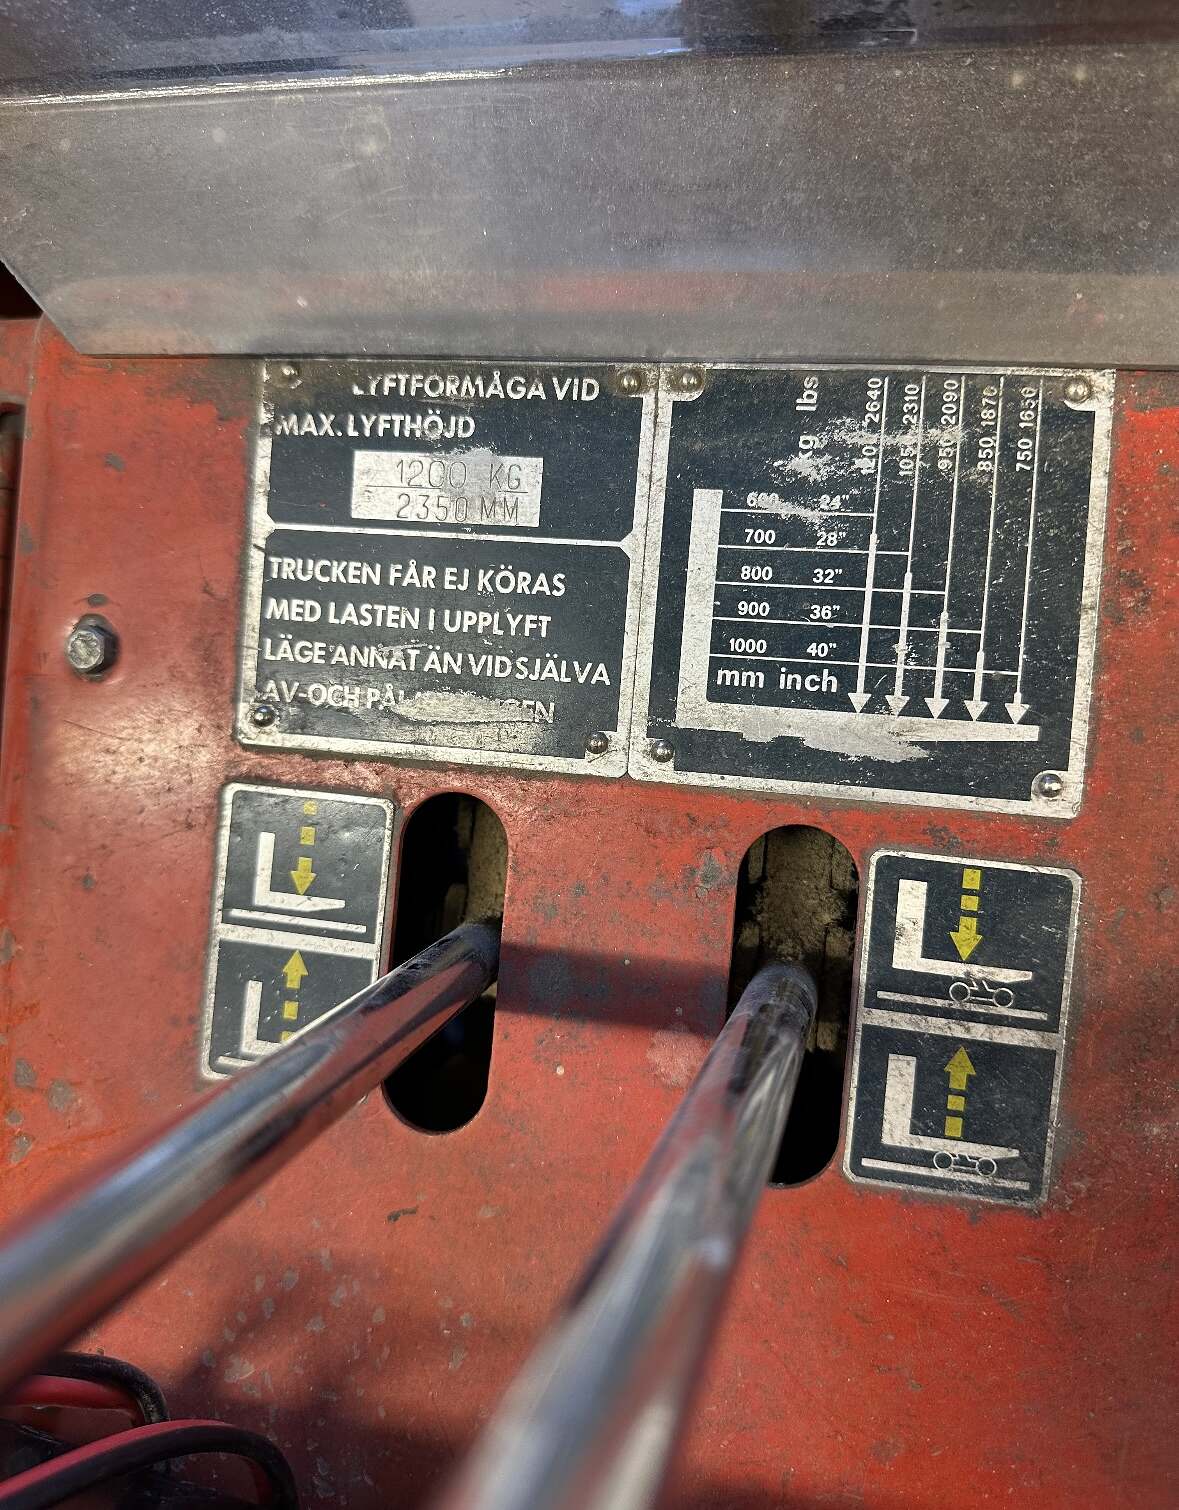 LYFTFÖRMÅGA VID
MAX. LYFTHÖJD
1200 KG
2350 MM
TRUCKEN FÅR EJ KÖRAS
MED LASTEN I UPPLYFT
LÄGE ANNAT ÄN VID SJÄLVA
AV-OCH
kg lbs
1200 2640
1050 2310
950 2090
850 1870
750 1650
600 24"
700 28"
800 32"
900 36"
1000 40"
mm inch